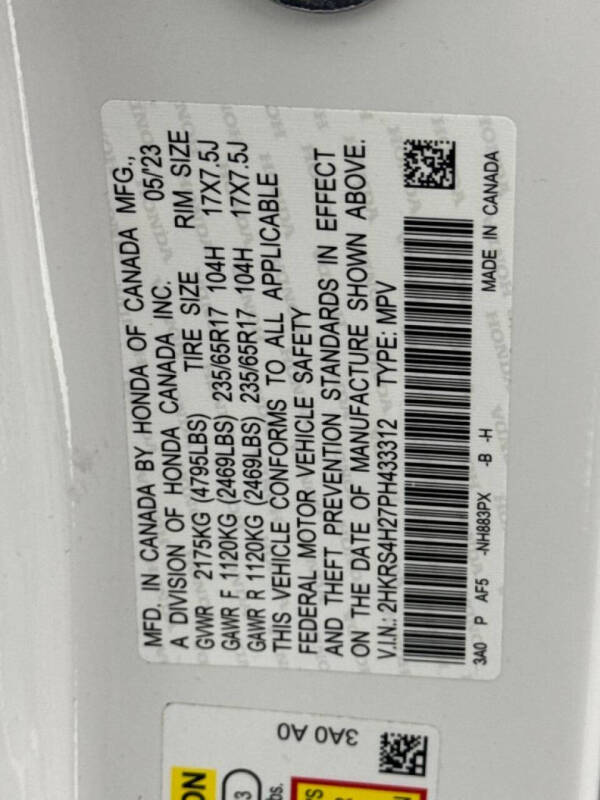 MFD. IN CANADA BY HONDA OF CANADA MFG.,
A DIVISION OF HONDA CANADA INC. 05/'23
GVWR 2175KG (4795LBS) TIRE SIZE RIM SIZE
GAWR F 1120KG (2469LBS) 235/65R17 104H 17X7.5J
GAWR R 1120KG (2469LBS) 235/65R17 104H 17X7.5J
THIS VEHICLE CONFORMS TO ALL APPLICABLE
FEDERAL MOTOR VEHICLE SAFETY
AND THEFT PREVENTION STANDARDS IN EFFECT
ON THE DATE OF MANUFACTURE SHOWN ABOVE.
V.I.N.: 2HKRS4H27PH433312 TYPE: MPV
3A0 P AF5 -NH883PX -B -H MADE IN CANADA
3A0 A0